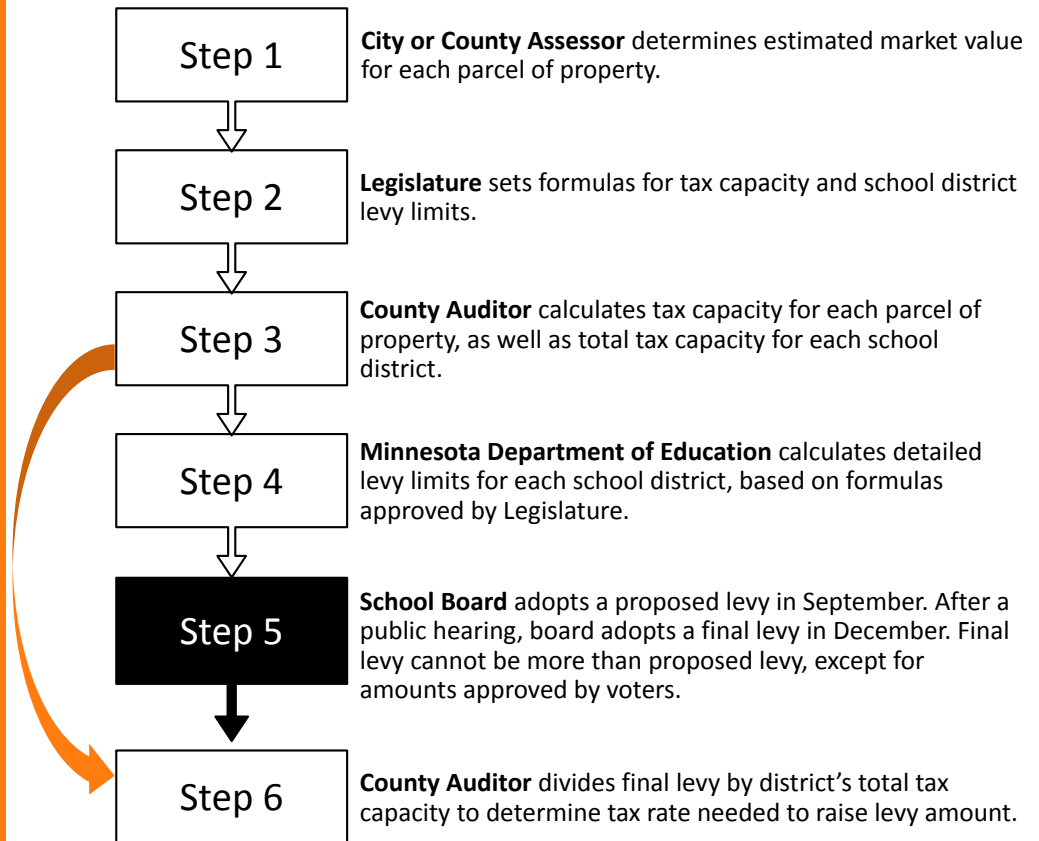 Step 1
City or County Assessor determines estimated market value
for each parcel of property.
Step 2
Legislature sets formulas for tax capacity and school district
levy limits.
Step 3
County Auditor calculates tax capacity for each parcel of
property, as well as total tax capacity for each school
district.
Step 4
Minnesota Department of Education calculates detailed
levy limits for each school district, based on formulas
approved by Legislature.
Step 5
School Board adopts a proposed levy in September. After a
public hearing, board adopts a final levy in December. Final
levy cannot be more than proposed levy, except for
amounts approved by voters.
Step 6
County Auditor divides final levy by district’s total tax
capacity to determine tax rate needed to raise levy amount.